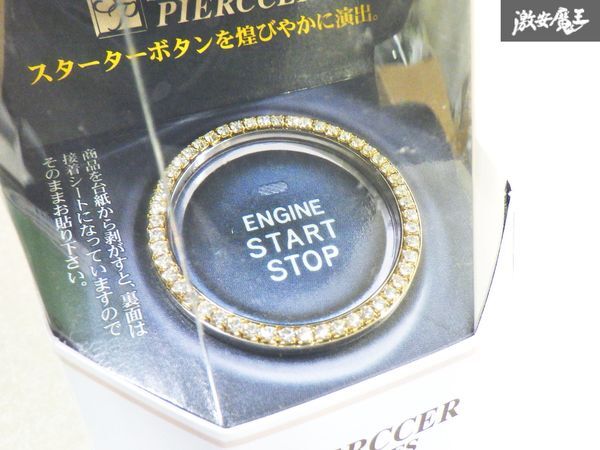 PIERCCER
激安魔王
スターターボタンを煌びやかに演出。
ENGINE
START
STOP
商品を台紙から剥がすと、裏面は
接着シートになっていますので
そのままお貼り下さい。